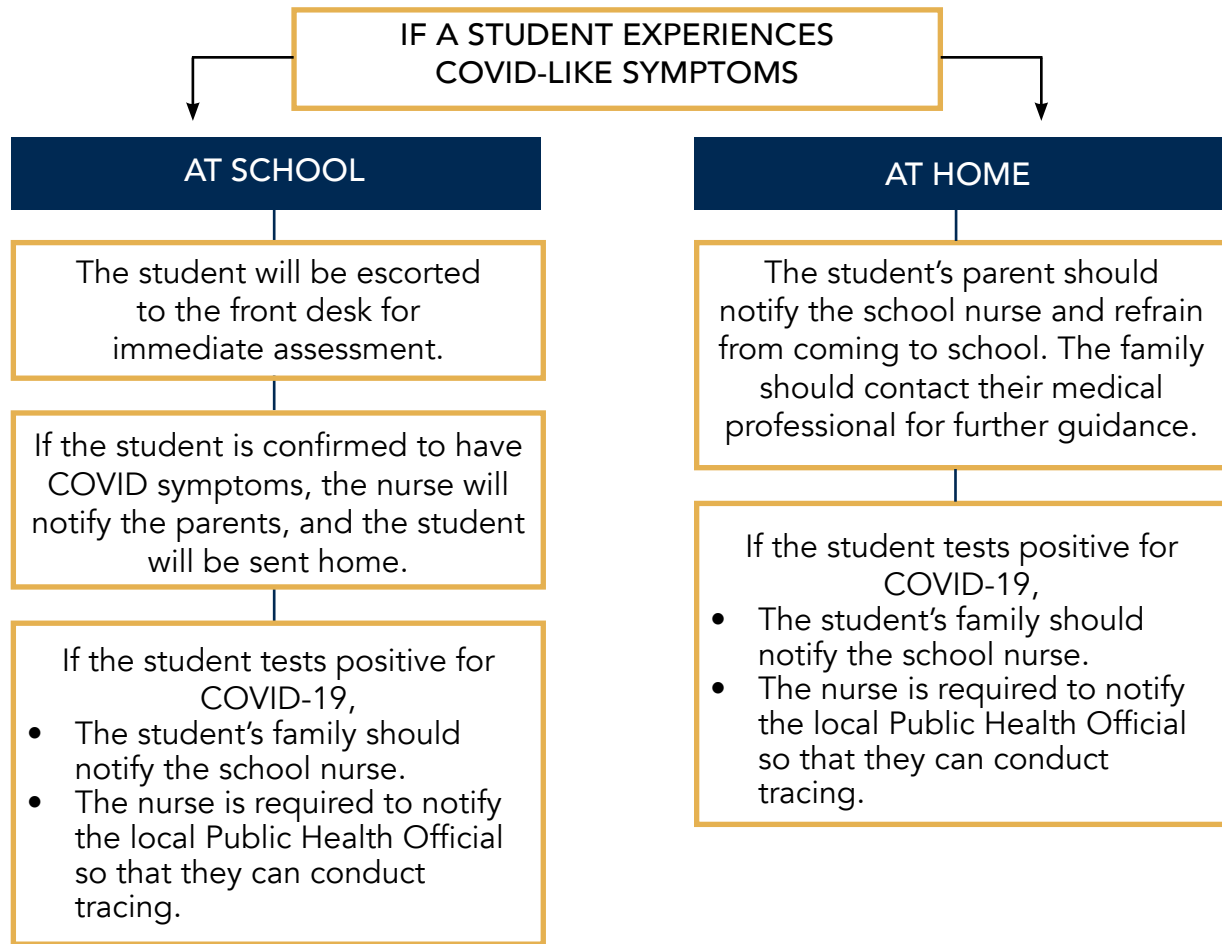 IF A STUDENT EXPERIENCES
COVID-LIKE SYMPTOMS
AT SCHOOL
The student will be escorted
to the front desk for
immediate assessment.
If the student is confirmed to have
COVID symptoms, the nurse will
notify the parents, and the student
will be sent home.
If the student tests positive for
COVID-19,
• The student’s family should
notify the school nurse.
• The nurse is required to notify
the local Public Health Official
so that they can conduct
tracing.
AT HOME
The student’s parent should
notify the school nurse and refrain
from coming to school. The family
should contact their medical
professional for further guidance.
If the student tests positive for
COVID-19,
• The student’s family should
notify the school nurse.
• The nurse is required to notify
the local Public Health Official
so that they can conduct
tracing.